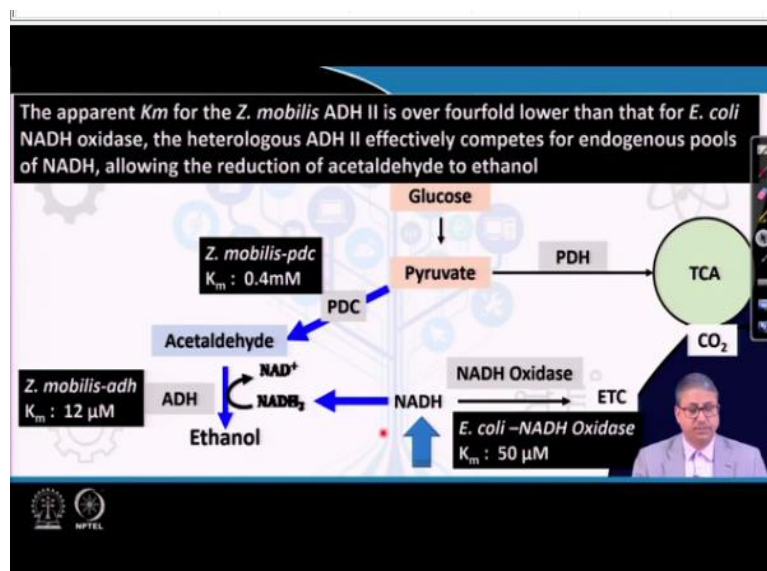 The apparent Km for the Z. mobilis ADH II is over fourfold lower than that for E. coli
NADH oxidase, the heterologous ADH II effectively competes for endogenous pools
of NADH, allowing the reduction of acetaldehyde to ethanol
Glucose
Z. mobilis-pdc
Km : 0.4mM
PDC
Pyruvate
PDH
TCA
CO2
Acetaldehyde
Z. mobilis-adh
Km : 12 µM
ADH
NAD+
NADH2
Ethanol
NADH
NADH Oxidase
ETC
E. coli –NADH Oxidase
Km : 50 µM
NPTEL